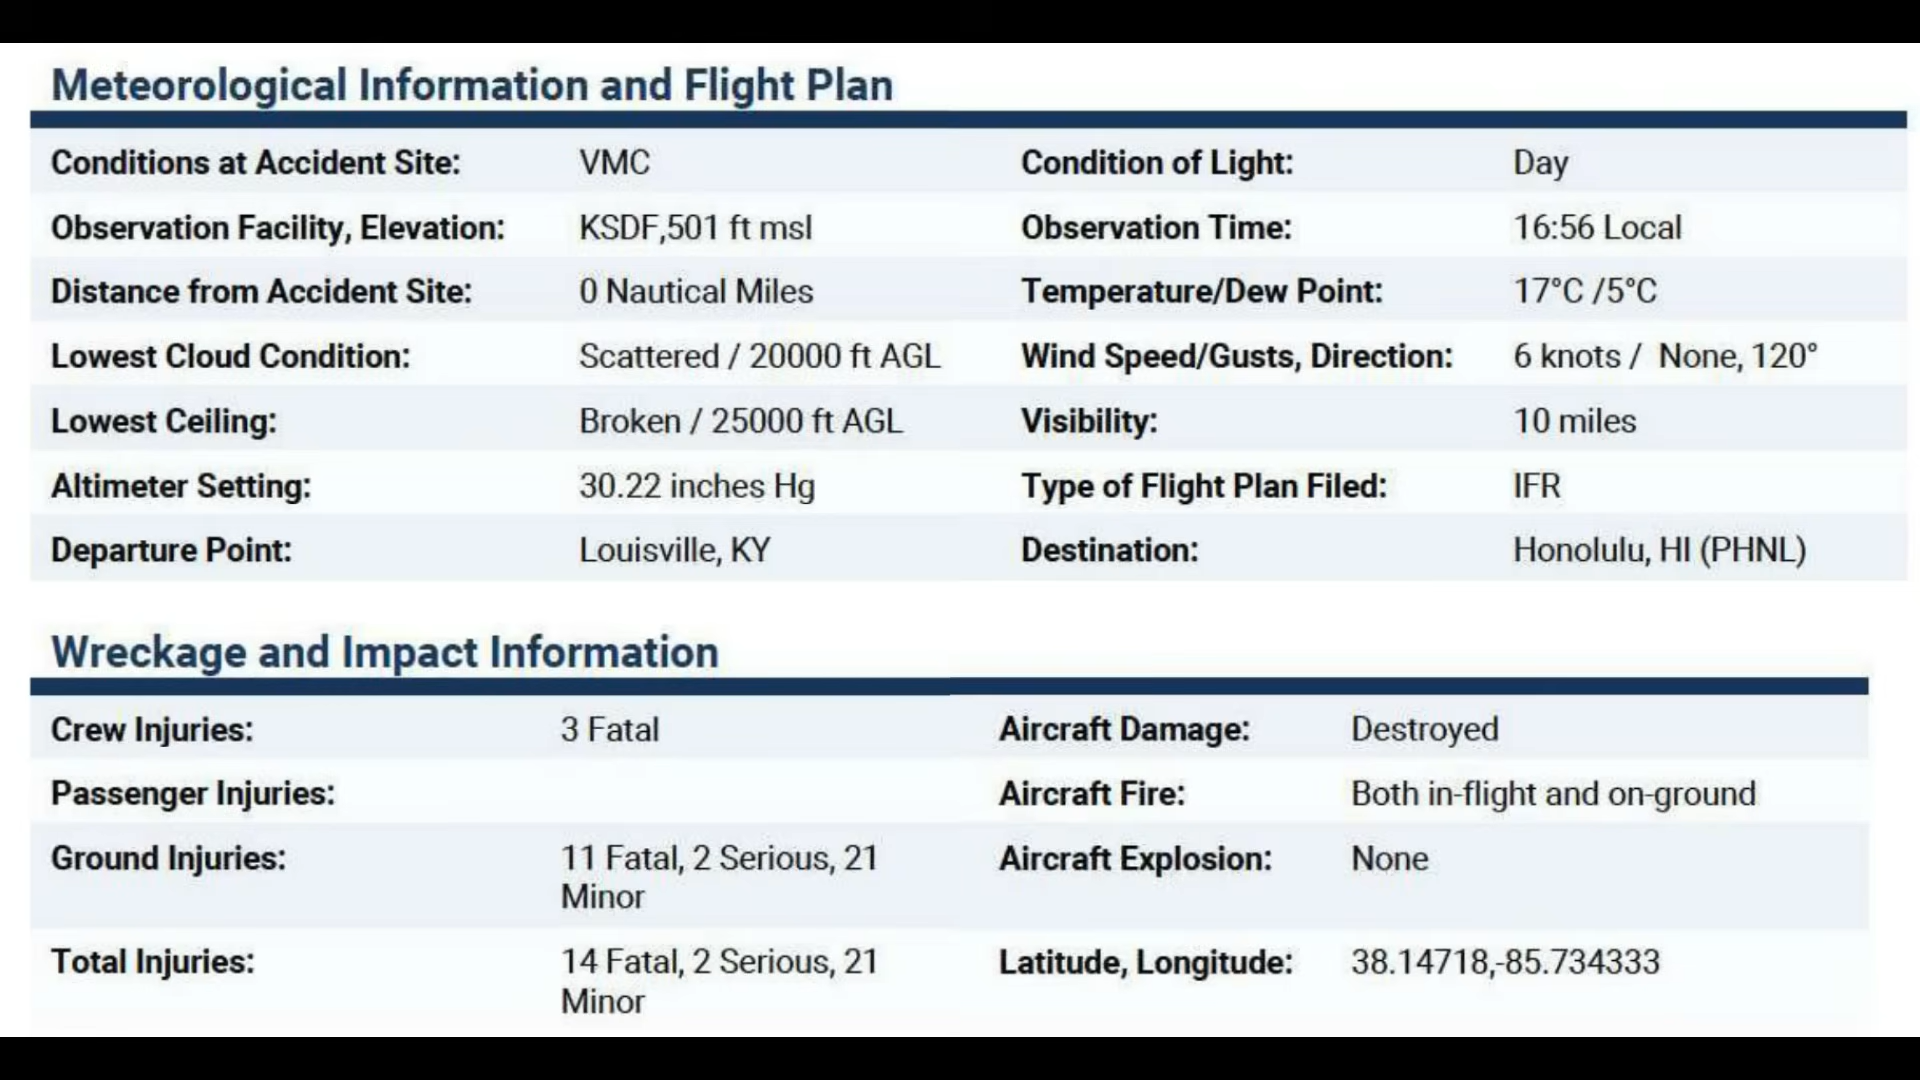 Meteorological Information and Flight Plan
Conditions at Accident Site: VMC Condition of Light: Day
Observation Facility, Elevation: KSDF,501 ft msl Observation Time: 16:56 Local
Distance from Accident Site: 0 Nautical Miles Temperature/Dew Point: 17°C /5°C
Lowest Cloud Condition: Scattered / 20000 ft AGL Wind Speed/Gusts, Direction: 6 knots / None, 120°
Lowest Ceiling: Broken / 25000 ft AGL Visibility: 10 miles
Altimeter Setting: 30.22 inches Hg Type of Flight Plan Filed: IFR
Departure Point: Louisville, KY Destination: Honolulu, HI (PHNL)
Wreckage and Impact Information
Crew Injuries: 3 Fatal Aircraft Damage: Destroyed
Passenger Injuries: Aircraft Fire: Both in-flight and on-ground
Ground Injuries: 11 Fatal, 2 Serious, 21 Aircraft Explosion: None
Minor
Total Injuries: 14 Fatal, 2 Serious, 21 Latitude, Longitude: 38.14718,-85.734333
Minor